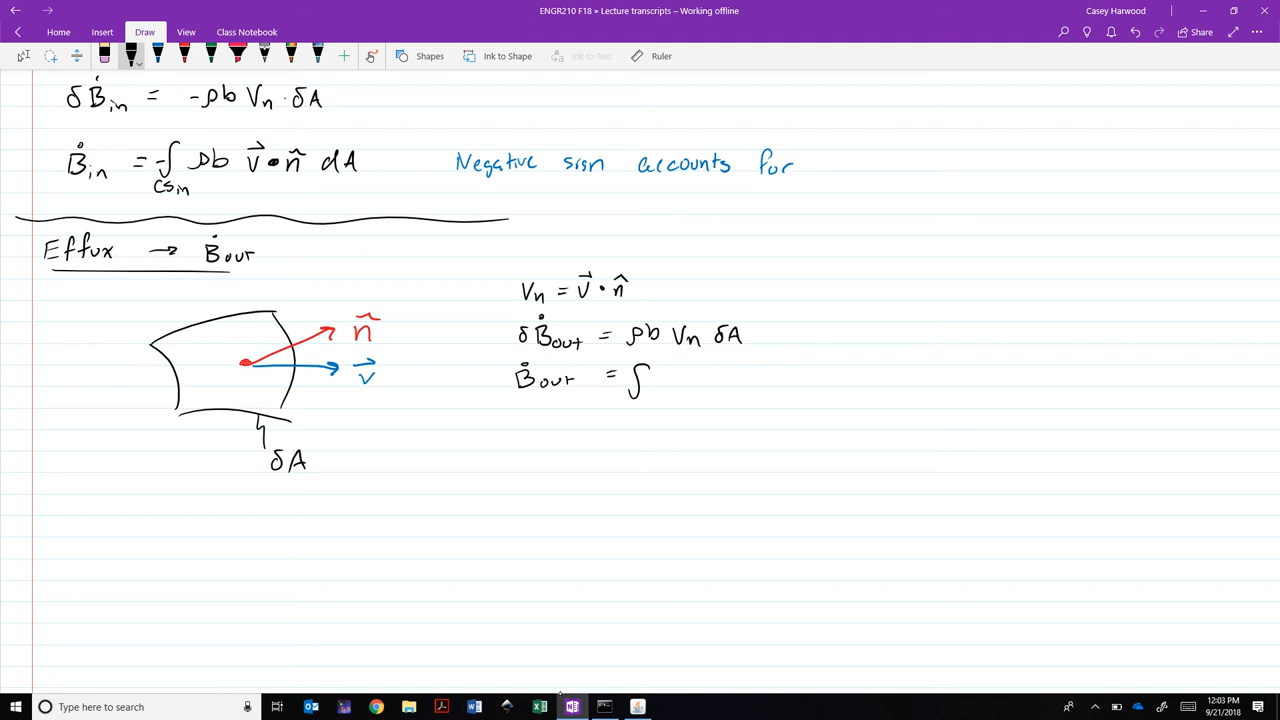 ENGR210 F18 » Lecture transcripts – Working offline
Casey Harwood
Home Insert Draw View Class Notebook
Share
Shapes Ink to Shape Ink to Text Ruler
δḂin = -ρb Vn · δA
Ḃin = -∫CSin ρb v⃗ • n̂ dA Negative sign accounts for
Effux → Ḃout
Vn = v⃗ · n̂
n̂
δḂout = ρb Vn δA
v⃗
Ḃout = ∫
δA
Type here to search
12:03 PM
9/21/2018